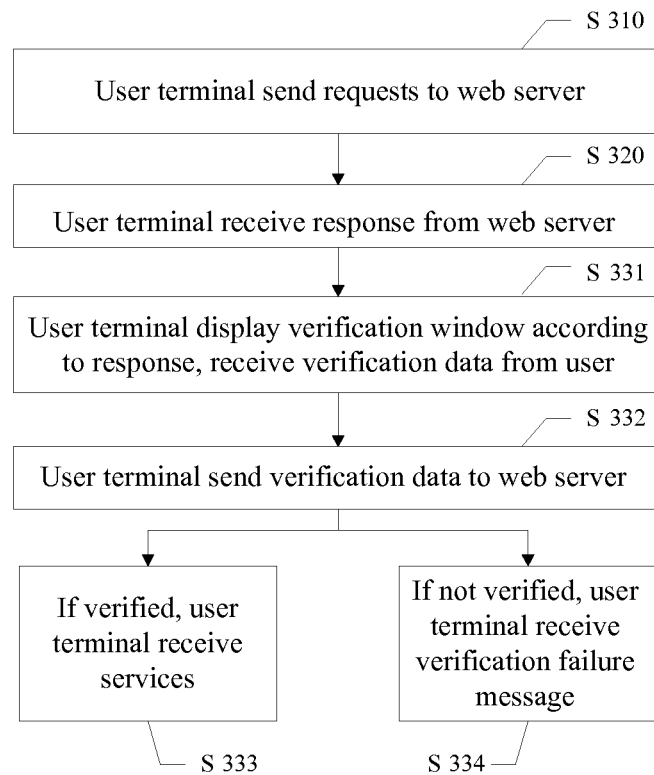 S 310
User terminal send requests to web server
S 320
User terminal receive response from web server
S 331
User terminal display verification window according
to response, receive verification data from user
S 332
User terminal send verification data to web server
If verified, user
terminal receive
services
If not verified, user
terminal receive
verification failure
message
S 333
S 334